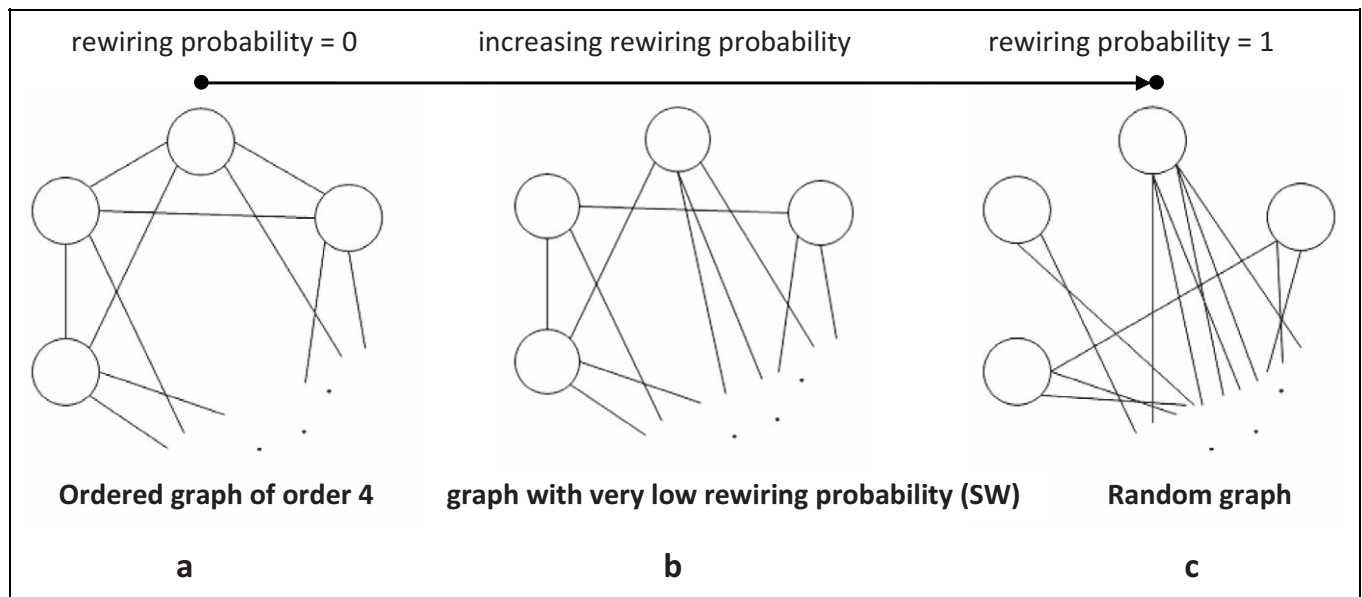 rewiring probability = 0 increasing rewiring probability rewiring probability = 1
Ordered graph of order 4 graph with very low rewiring probability (SW) Random graph
a b c